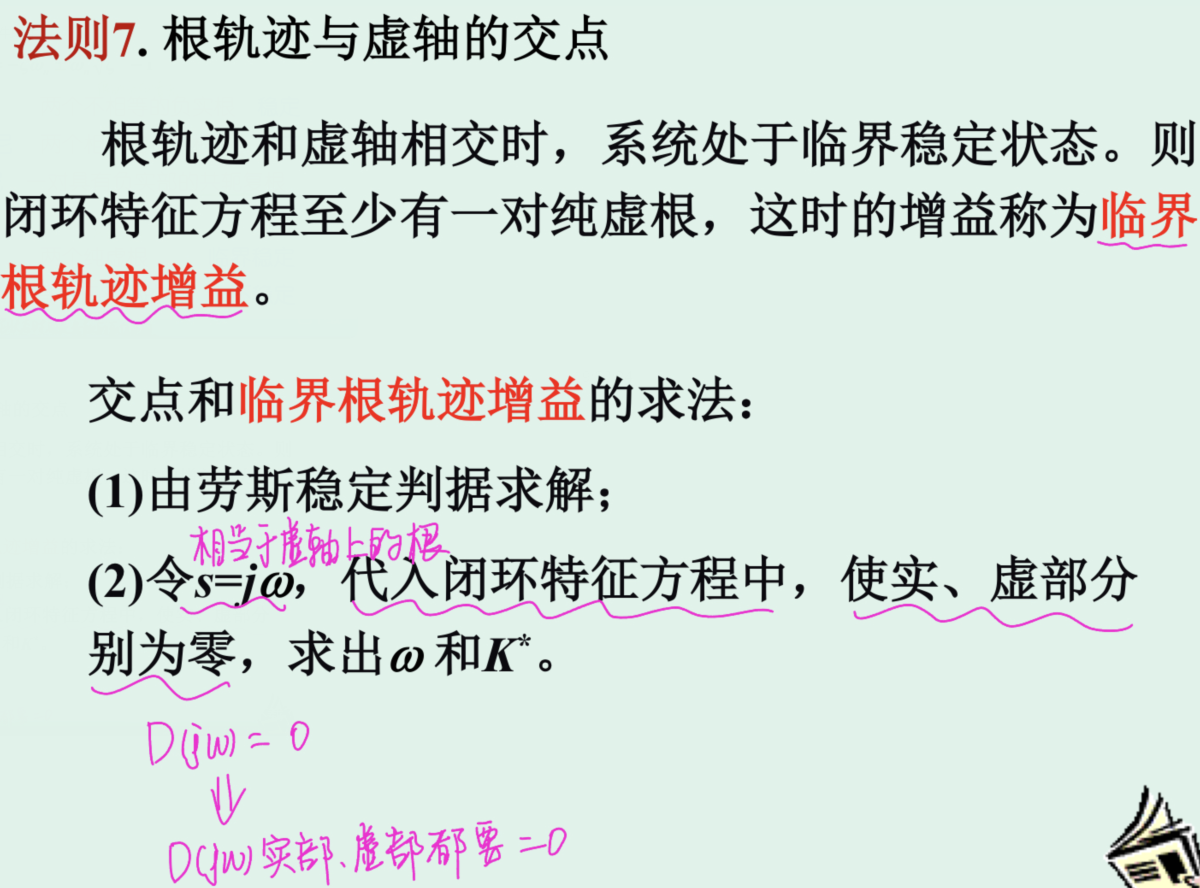 法则7. 根轨迹与虚轴的交点
根轨迹和虚轴相交时，系统处于临界稳定状态。则
闭环特征方程至少有一对纯虚根，这时的增益称为临界
根轨迹增益。
交点和临界根轨迹增益的求法：
(1)由劳斯稳定判据求解；
相当于虚轴上的根
(2)令s=jω，代入闭环特征方程中，使实、虚部分
别为零，求出ω和K*。
D(jω)= 0
⇓
D(jω)实部、虚部都要=0